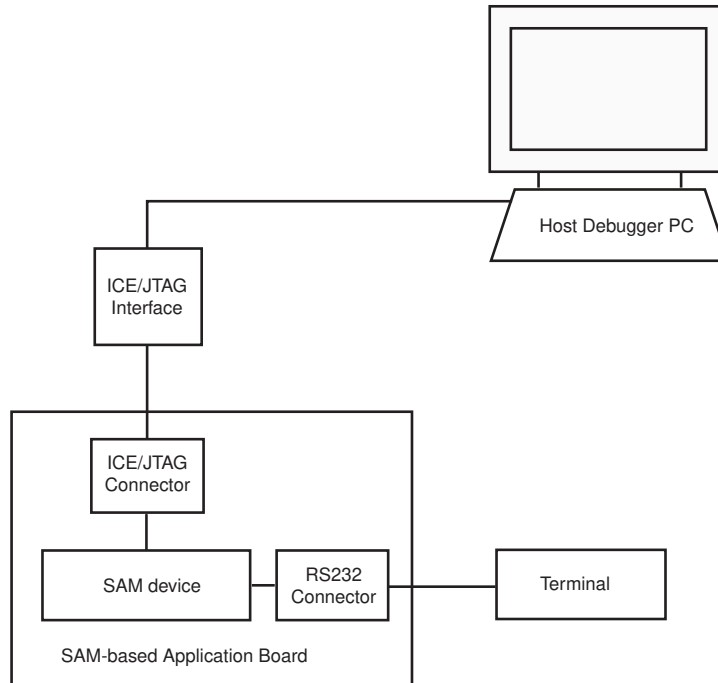 Host Debugger PC
ICE/JTAG
Interface
ICE/JTAG
Connector
SAM device
RS232
Connector
Terminal
SAM-based Application Board